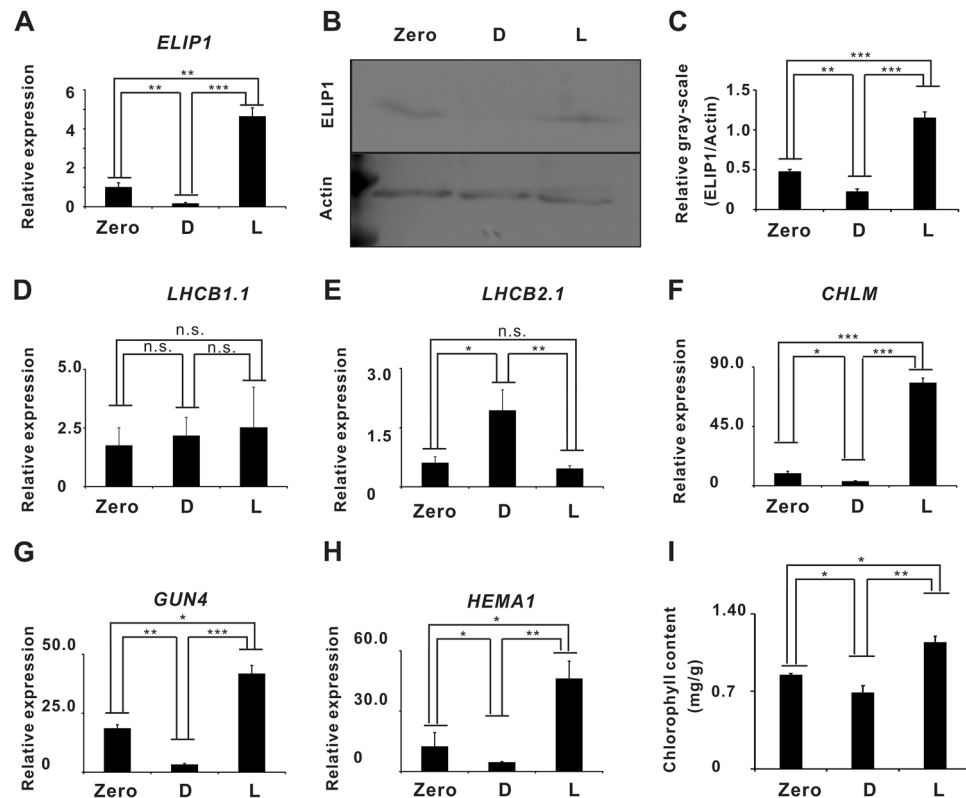 A
ELIP1
Relative expression
**
**
***
6
4
2
0
Zero D L
B
Zero D L
ELIP1
Actin
C
Relative gray-scale
(ELIP1/Actin)
***
**
***
1.5
1.0
0.5
0
Zero D L
D
LHCB1.1
Relative expression
n.s.
n.s.
n.s.
5.0
2.5
0
Zero D L
E
LHCB2.1
Relative expression
n.s.
*
**
3.0
1.5
0
Zero D L
F
CHLM
Relative expression
***
*
***
90.0
45.0
0
Zero D L
G
GUN4
Relative expression
*
**
***
50.0
25.0
0
Zero D L
H
HEMA1
Relative expression
*
*
**
60.0
30.0
0
Zero D L
I
Chlorophyll content
(mg/g)
*
*
**
1.40
0.7
0
Zero D L